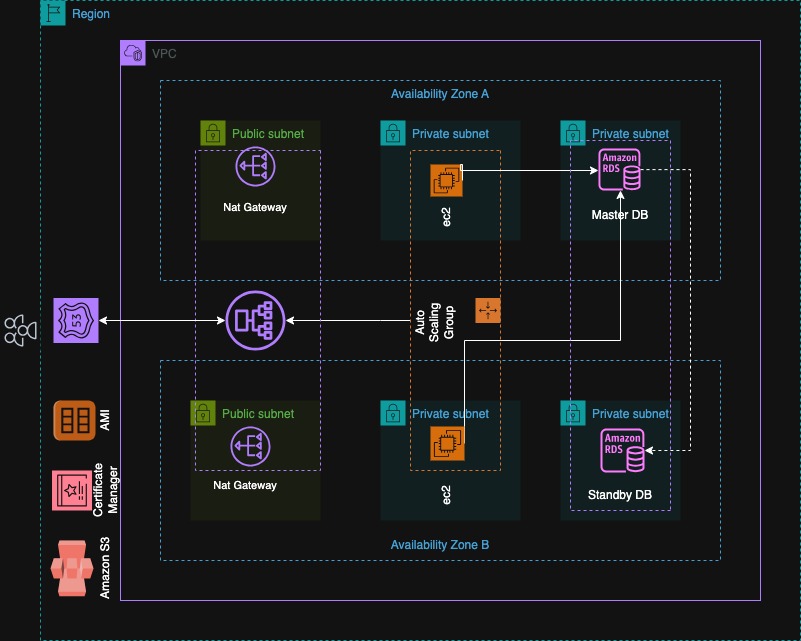 Region
VPC
Availability Zone A
Public subnet
Private subnet
Private subnet
Amazon
RDS
Nat Gateway
ec2
Master DB
53
Auto
Scaling
Group
AMI
Public subnet
Private subnet
Private subnet
Amazon
RDS
Certificate
Manager
Nat Gateway
ec2
Standby DB
Amazon S3
Availability Zone B